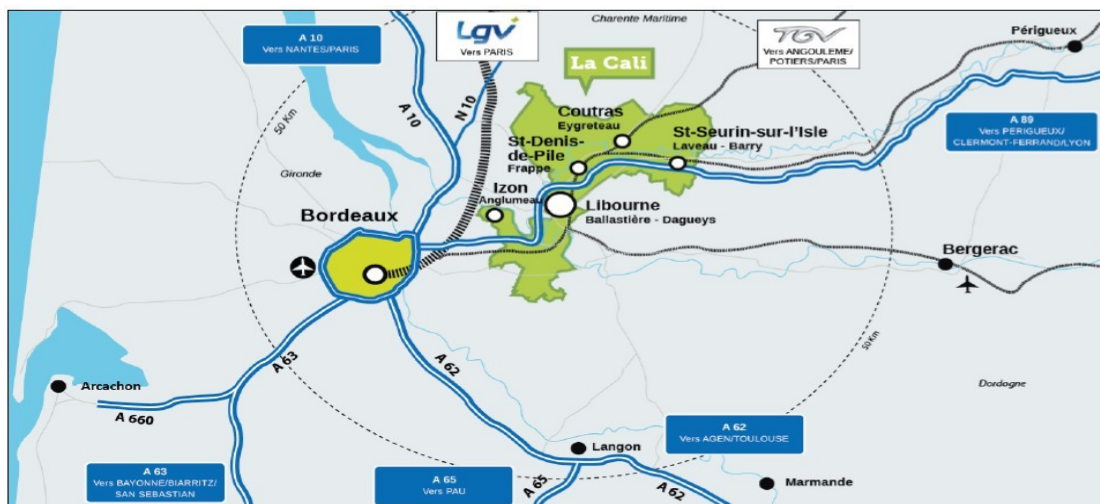 A 10
Vers NANTES/PARIS
Lgv
Vers PARIS
Charente Maritime
TGV
Vers ANGOULEME/
POTIERS/PARIS
Périgueux
La Cali
50 Km
A 10
N 10
Coutras
Eygreteau
St-Denis-
de-Pile
Frappe
St-Seurin-sur-l'Isle
Laveau - Barry
A 89
Vers PERIGUEUX/
CLERMONT-FERRAND/LYON
Gironde
Izon
Anglumeau
Libourne
Ballastière - Dagueys
Bordeaux
Bergerac
50 Km
A 63
A 62
Arcachon
Dordogne
A 660
A 62
Vers AGEN/TOULOUSE
Langon
A 63
Vers BAYONNE/BIARRITZ/
SAN SEBASTIAN
A 65
Vers PAU
A 65
A 62
Marmande